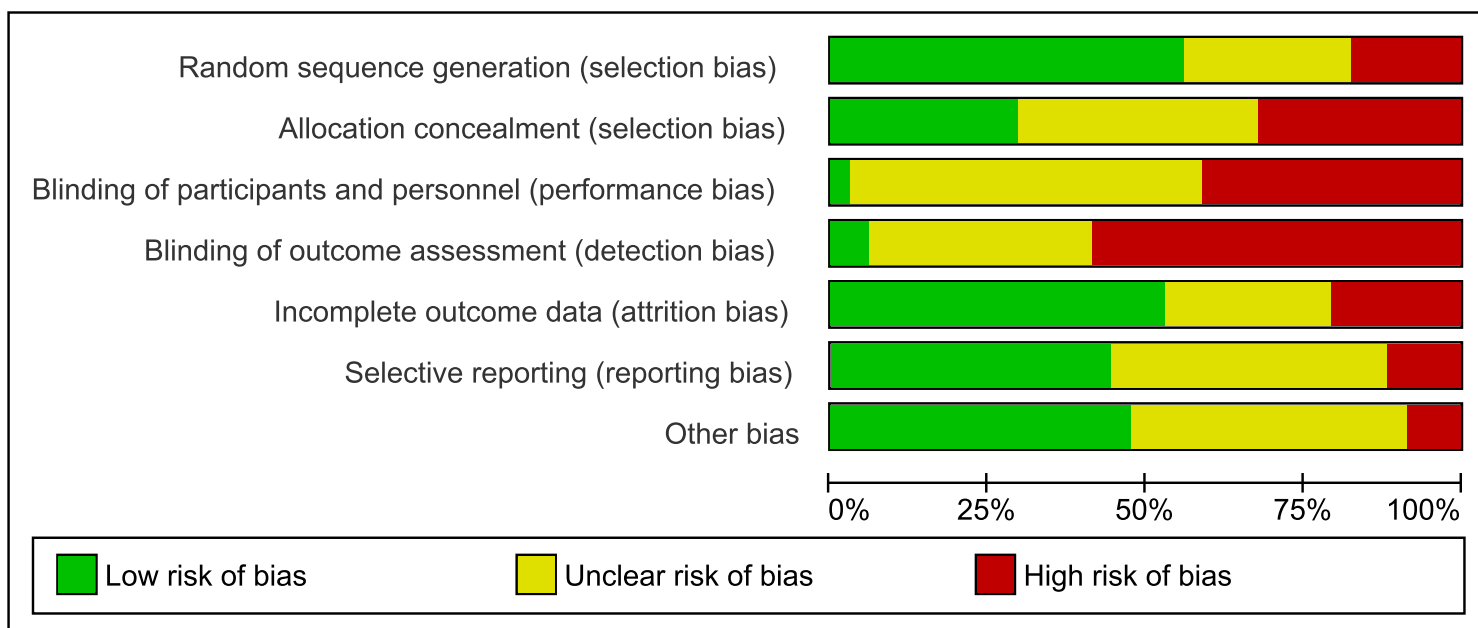 Random sequence generation (selection bias)
Allocation concealment (selection bias)
Blinding of participants and personnel (performance bias)
Blinding of outcome assessment (detection bias)
Incomplete outcome data (attrition bias)
Selective reporting (reporting bias)
Other bias
0% 25% 50% 75% 100%
Low risk of bias Unclear risk of bias High risk of bias